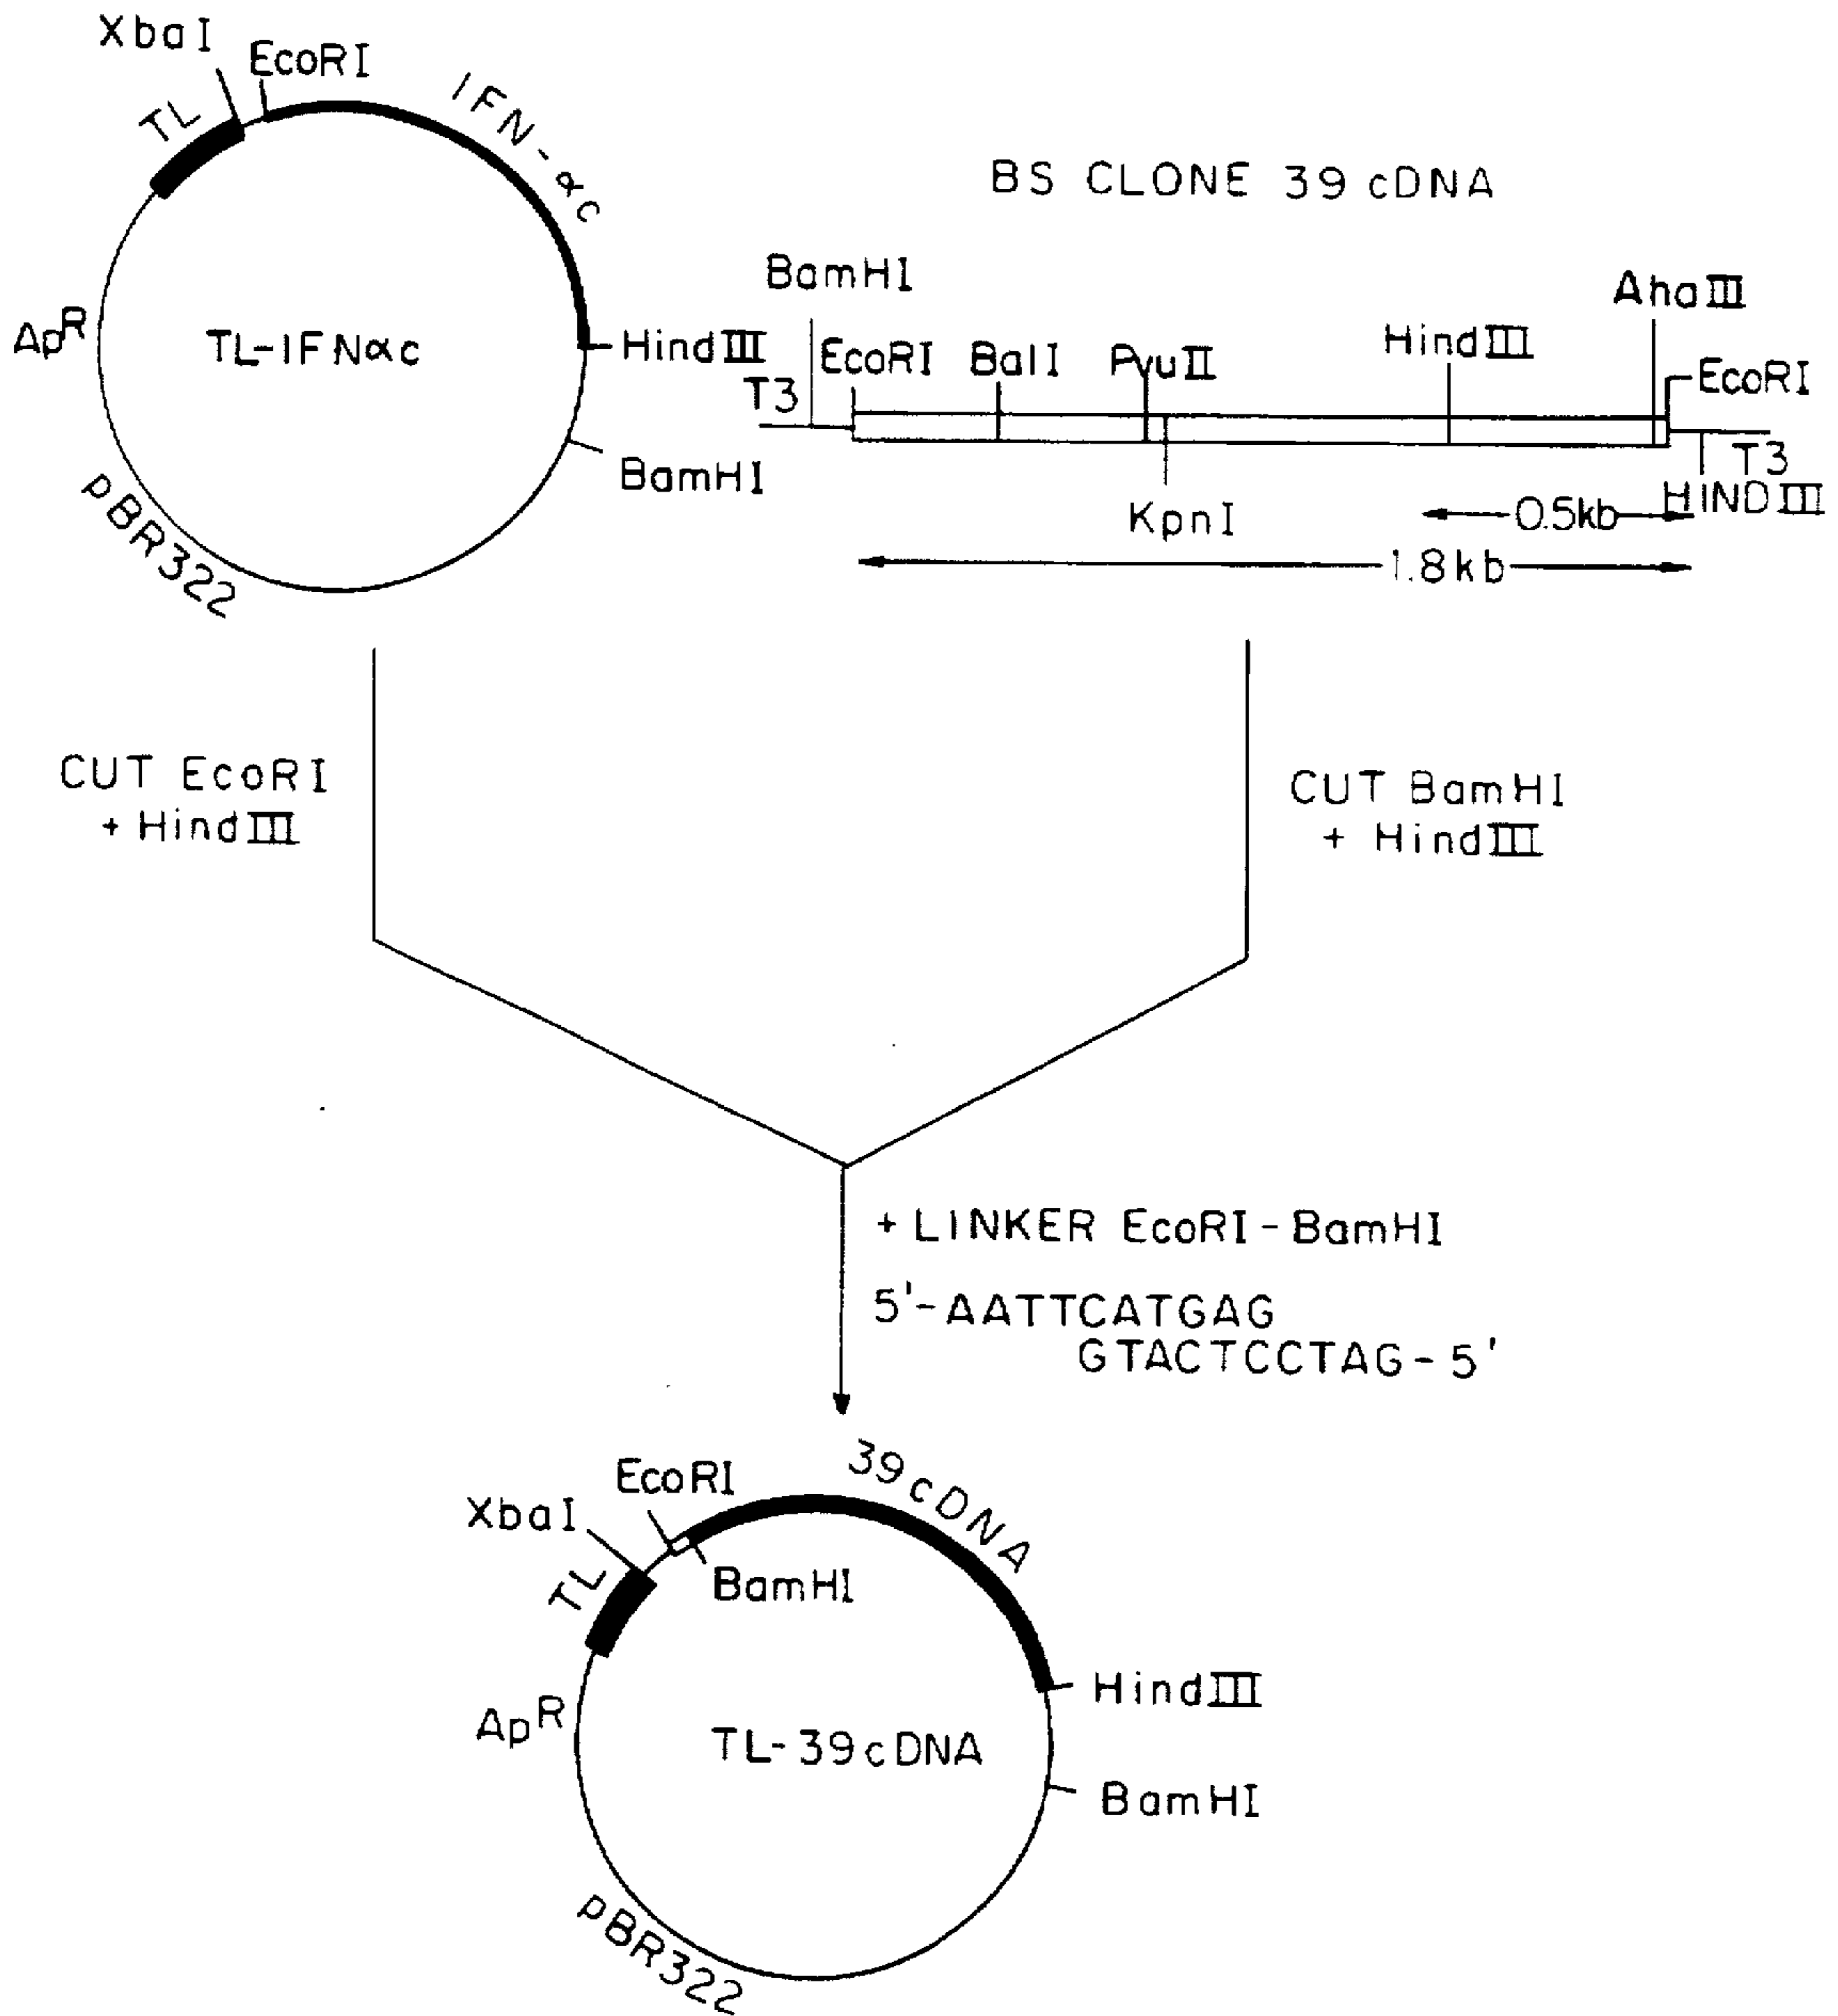 XbaI
EcoRI
TL
IFN-αc
ApR
TL-IFNαc
HindIII
BamHI
pBR322
BS CLONE 39 cDNA
BamHI
AhaIII
T3
EcoRI
BalI
PvuII
HindIII
EcoRI
KpnI
T3
HINDIII
0.5kb
1.8kb
CUT EcoRI
+ HindIII
CUT BamHI
+ HindIII
+ LINKER EcoRI-BamHI
5'-AATTCATGAG
GTACTCCTAG-5'
39cDNA
EcoRI
XbaI
TL
BamHI
HindIII
ApR
TL-39cDNA
BamHI
pBR322